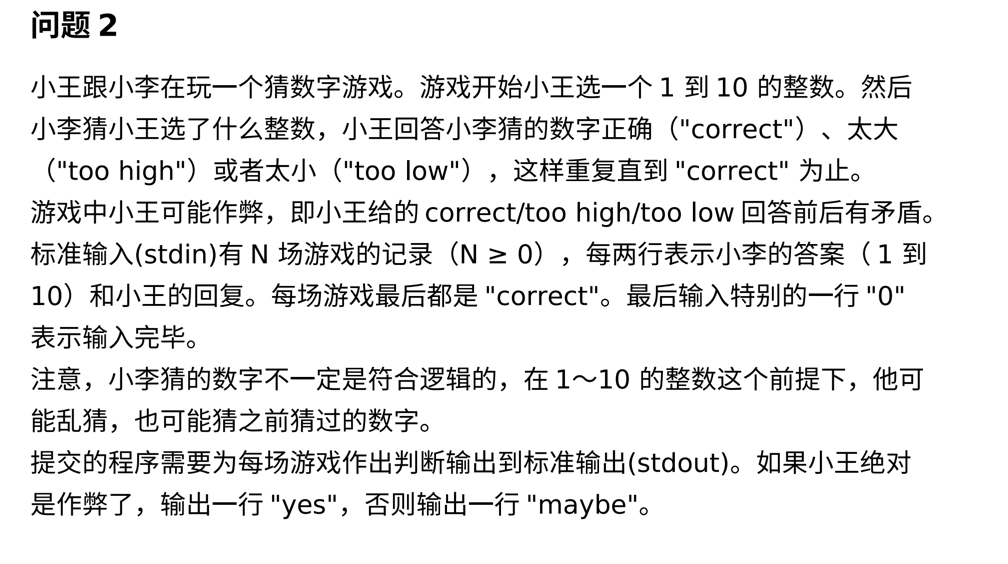 问题 2
小王跟小李在玩一个猜数字游戏。游戏开始小王选一个 1 到 10 的整数。然后
小李猜小王选了什么整数，小王回答小李猜的数字正确（"correct"）、太大
（"too high"）或者太小（"too low"），这样重复直到 "correct" 为止。
游戏中小王可能作弊，即小王给的 correct/too high/too low 回答前后有矛盾。
标准输入(stdin)有 N 场游戏的记录（N ≥ 0），每两行表示小李的答案（ 1 到
10）和小王的回复。每场游戏最后都是 "correct"。最后输入特别的一行 "0"
表示输入完毕。
注意，小李猜的数字不一定是符合逻辑的，在 1～10 的整数这个前提下，他可
能乱猜，也可能猜之前猜过的数字。
提交的程序需要为每场游戏作出判断输出到标准输出(stdout)。如果小王绝对
是作弊了，输出一行 "yes"，否则输出一行 "maybe"。